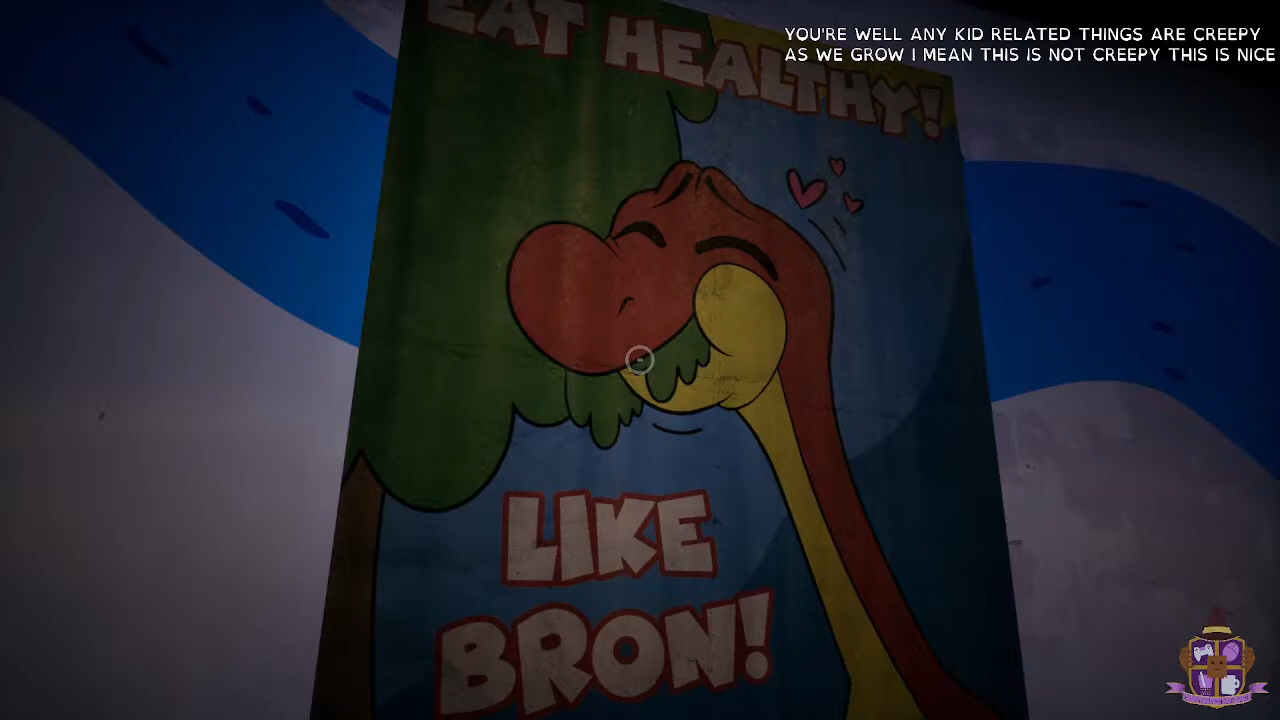 YOU'RE WELL ANY KID RELATED THINGS ARE CREEPY
AS WE GROW I MEAN THIS IS NOT CREEPY THIS IS NICE
EAT HEALTHY!
LIKE
BRON!